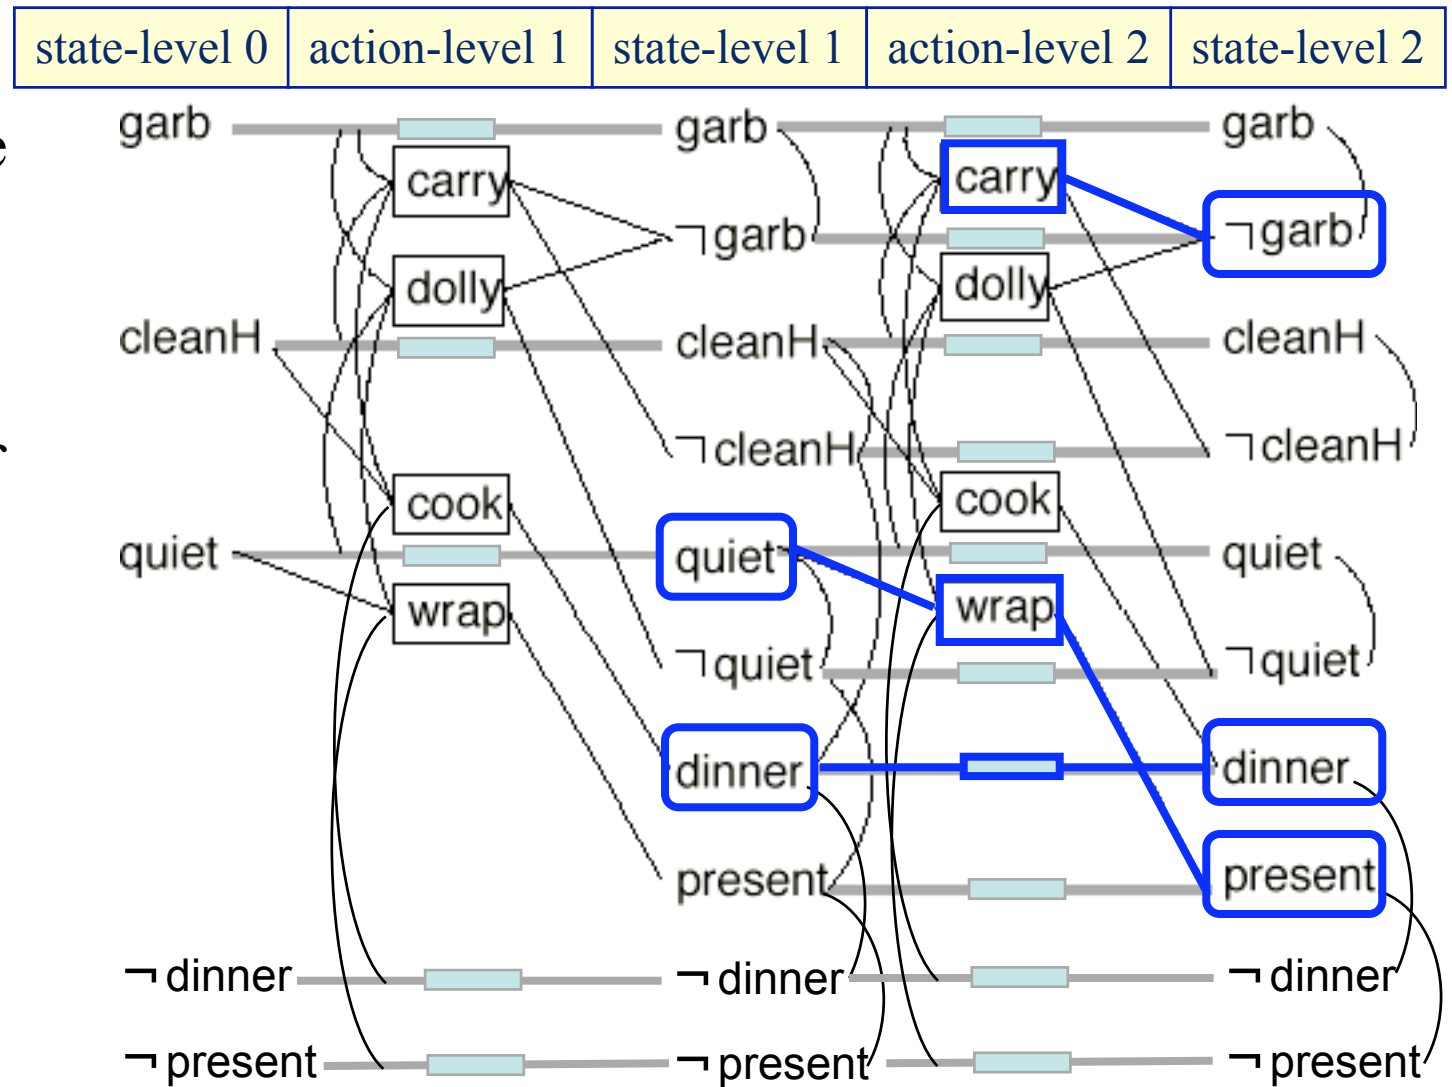 state-level 0 action-level 1 state-level 1 action-level 2 state-level 2
garb garb garb
e
carry carry
¬garb ¬garb
dolly dolly
cleanH cleanH cleanH
¬cleanH ¬cleanH
cook cook
quiet quiet quiet
wrap wrap
¬quiet ¬quiet
dinner dinner
present present
¬ dinner ¬ dinner ¬ dinner
¬ present ¬ present ¬ present